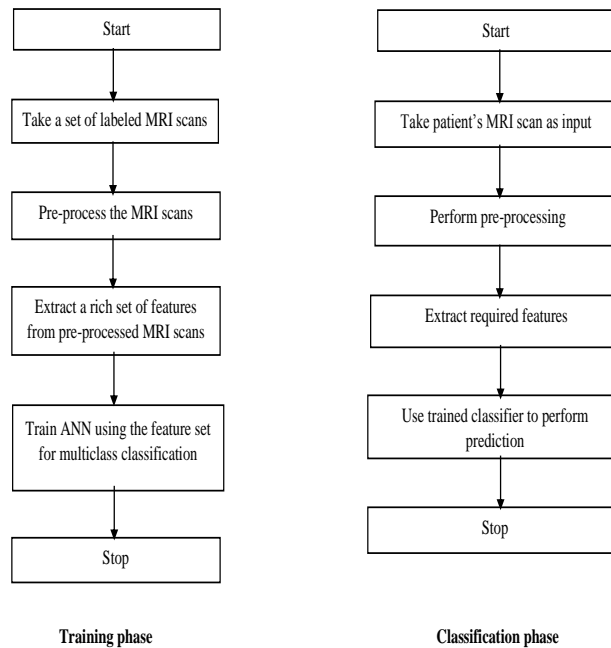 Start
Take a set of labeled MRI scans
Pre-process the MRI scans
Extract a rich set of features
from pre-processed MRI scans
Train ANN using the feature set
for multiclass classification
Stop
Training phase
Start
Take patient's MRI scan as input
Perform pre-processing
Extract required features
Use trained classifier to perform
prediction
Stop
Classification phase